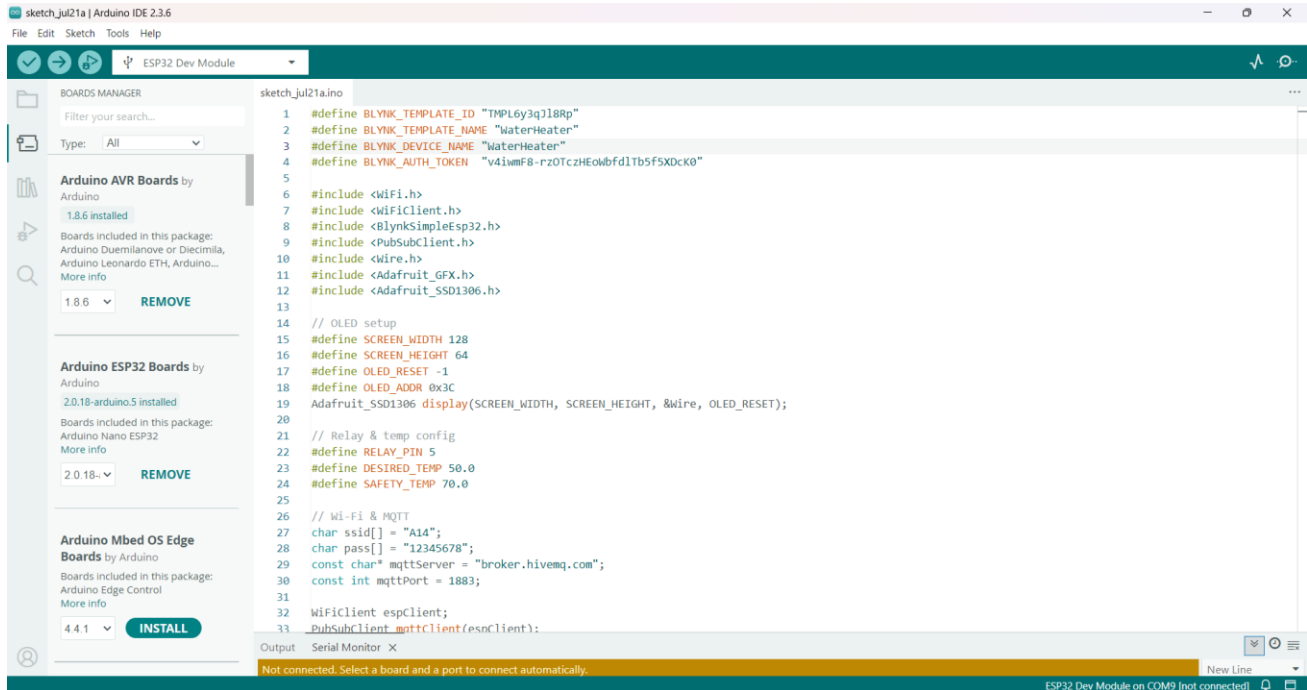 sketch_jul21a | Arduino IDE 2.3.6
File Edit Sketch Tools Help
ESP32 Dev Module
BOARDS MANAGER
Filter your search...
Type: All
Arduino AVR Boards by
Arduino
1.8.6 installed
Boards included in this package:
Arduino Duemilanove or Diecimila,
Arduino Leonardo ETH, Arduino...
More info
1.8.6 REMOVE
Arduino ESP32 Boards by
Arduino
2.0.18-arduino.5 installed
Boards included in this package:
Arduino Nano ESP32
More info
2.0.18- REMOVE
Arduino Mbed OS Edge
Boards by Arduino
Boards included in this package:
Arduino Edge Control
More info
4.4.1 INSTALL
sketch_jul21a.ino
1 #define BLYNK_TEMPLATE_ID "TMPL6y3qJl8Rp"
2 #define BLYNK_TEMPLATE_NAME "WaterHeater"
3 #define BLYNK_DEVICE_NAME "WaterHeater"
4 #define BLYNK_AUTH_TOKEN "v4iwmF8-rzOTczHEoWbfdlTb5f5XDcK0"
5
6 #include <WiFi.h>
7 #include <WiFiClient.h>
8 #include <BlynkSimpleEsp32.h>
9 #include <PubSubClient.h>
10 #include <Wire.h>
11 #include <Adafruit_GFX.h>
12 #include <Adafruit_SSD1306.h>
13
14 // OLED setup
15 #define SCREEN_WIDTH 128
16 #define SCREEN_HEIGHT 64
17 #define OLED_RESET -1
18 #define OLED_ADDR 0x3C
19 Adafruit_SSD1306 display(SCREEN_WIDTH, SCREEN_HEIGHT, &Wire, OLED_RESET);
20
21 // Relay & temp config
22 #define RELAY_PIN 5
23 #define DESIRED_TEMP 50.0
24 #define SAFETY_TEMP 70.0
25
26 // Wi-Fi & MQTT
27 char ssid[] = "A14";
28 char pass[] = "12345678";
29 const char* mqttServer = "broker.hivemq.com";
30 const int mqttPort = 1883;
31
32 WiFiClient espClient;
33 PubSubClient mqttClient(espClient);
Output Serial Monitor
Not connected. Select a board and a port to connect automatically.
New Line
ESP32 Dev Module on COM9 [not connected]